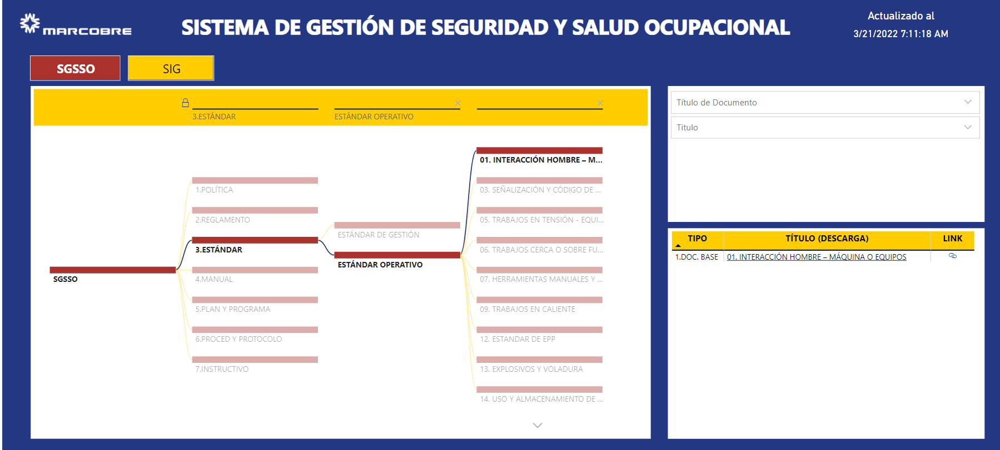 MARCOBRE
SISTEMA DE GESTIÓN DE SEGURIDAD Y SALUD OCUPACIONAL
Actualizado al
3/21/2022 7:11:18 AM
SGSSO
SIG
3.ESTÁNDAR
ESTÁNDAR OPERATIVO
SGSSO
1.POLÍTICA
2.REGLAMENTO
3.ESTÁNDAR
4.MANUAL
5.PLAN Y PROGRAMA
6.PROCED Y PROTOCOLO
7.INSTRUCTIVO
ESTÁNDAR DE GESTIÓN
ESTÁNDAR OPERATIVO
01. INTERACCIÓN HOMBRE – M...
03. SEÑALIZACIÓN Y CÓDIGO DE ...
05. TRABAJOS EN TENSIÓN - EQUI...
06. TRABAJOS CERCA O SOBRE FU...
07. HERRAMIENTAS MANUALES Y ...
09. TRABAJOS EN CALIENTE
12. ESTANDAR DE EPP
13. EXPLOSIVOS Y VOLADURA
14. USO Y ALMACENAMIENTO DE ...
Título de Documento
Titulo
TIPO TÍTULO (DESCARGA) LINK
1.DOC. BASE 01. INTERACCIÓN HOMBRE – MÁQUINA O EQUIPOS